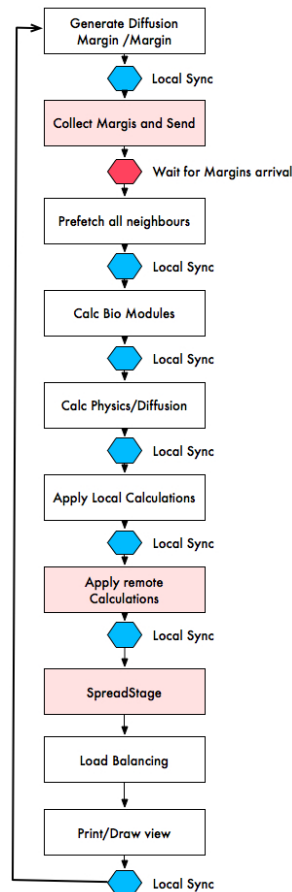 Generate Diffusion
Margin /Margin
Local Sync
Collect Margis and Send
Wait for Margins arrival
Prefetch all neighbours
Local Sync
Calc Bio Modules
Local Sync
Calc Physics/Diffusion
Local Sync
Apply Local Calculations
Local Sync
Apply remote
Calculations
Local Sync
SpreadStage
Load Balancing
Print/Draw view
Local Sync